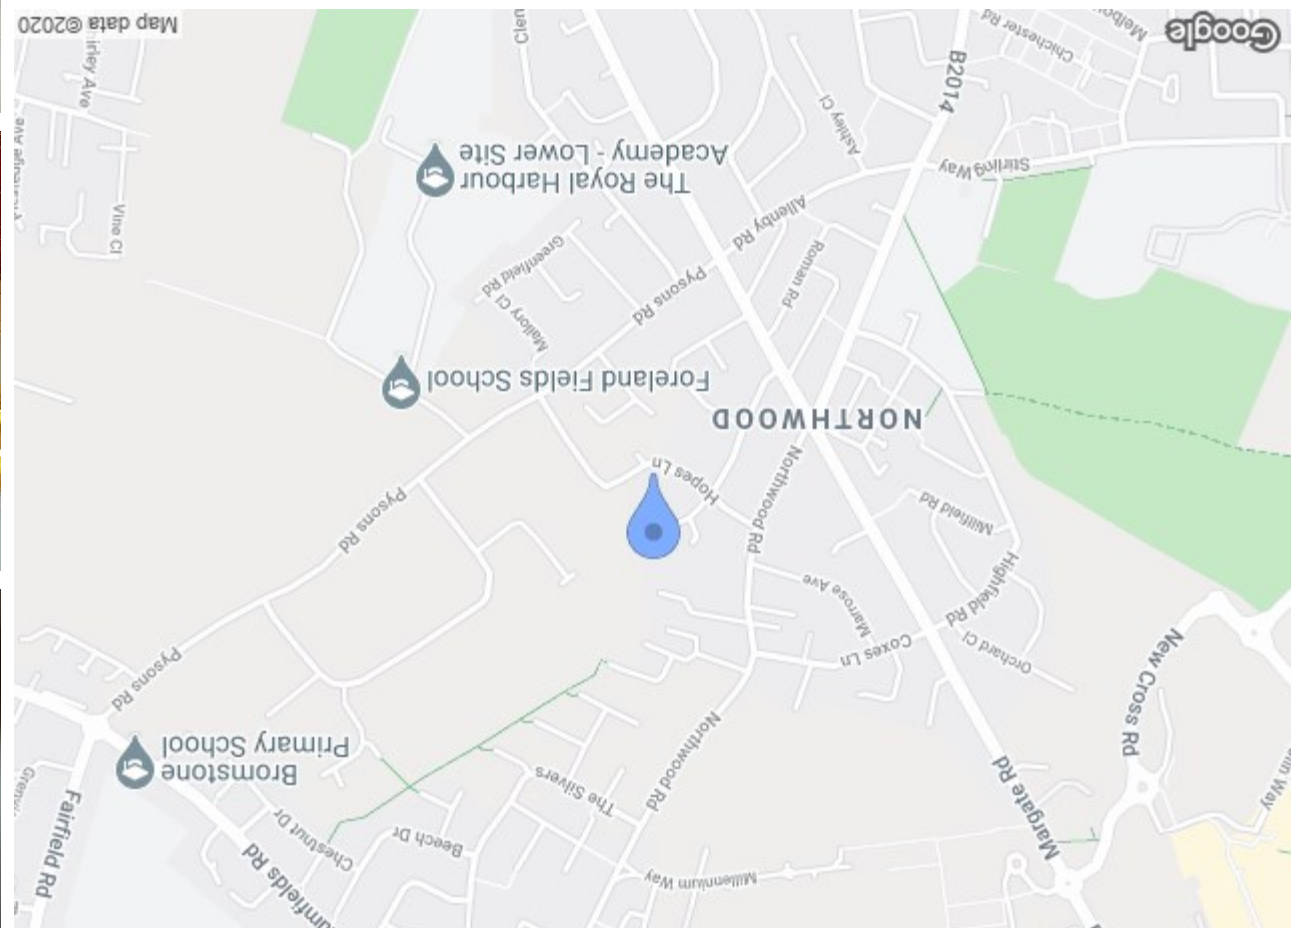 Millennium Way
umfields Rd
Margate Rd
Beech Dr
Chestnut Dr
Fairfield Rd
The Silvers
Northwood Rd
Bromstone
Primary School
New Cross Rd
Pysons Rd
Orchard Cl
Coxes Ln
Highfield Rd
Marrose Ave
Millfield Rd
Northwood Rd
Pysons Rd
Hopes Ln
NORTHWOOD
Foreland Fields School
Mallory Cl
Pysons Rd
Roman Rd
Greenfield Rd
Vine Cl
Allenby Rd
Stirling Way
The Royal Harbour
Academy - Lower Site
Ashley Cl
B2014
Chichester Rd
Google
Map data ©2020